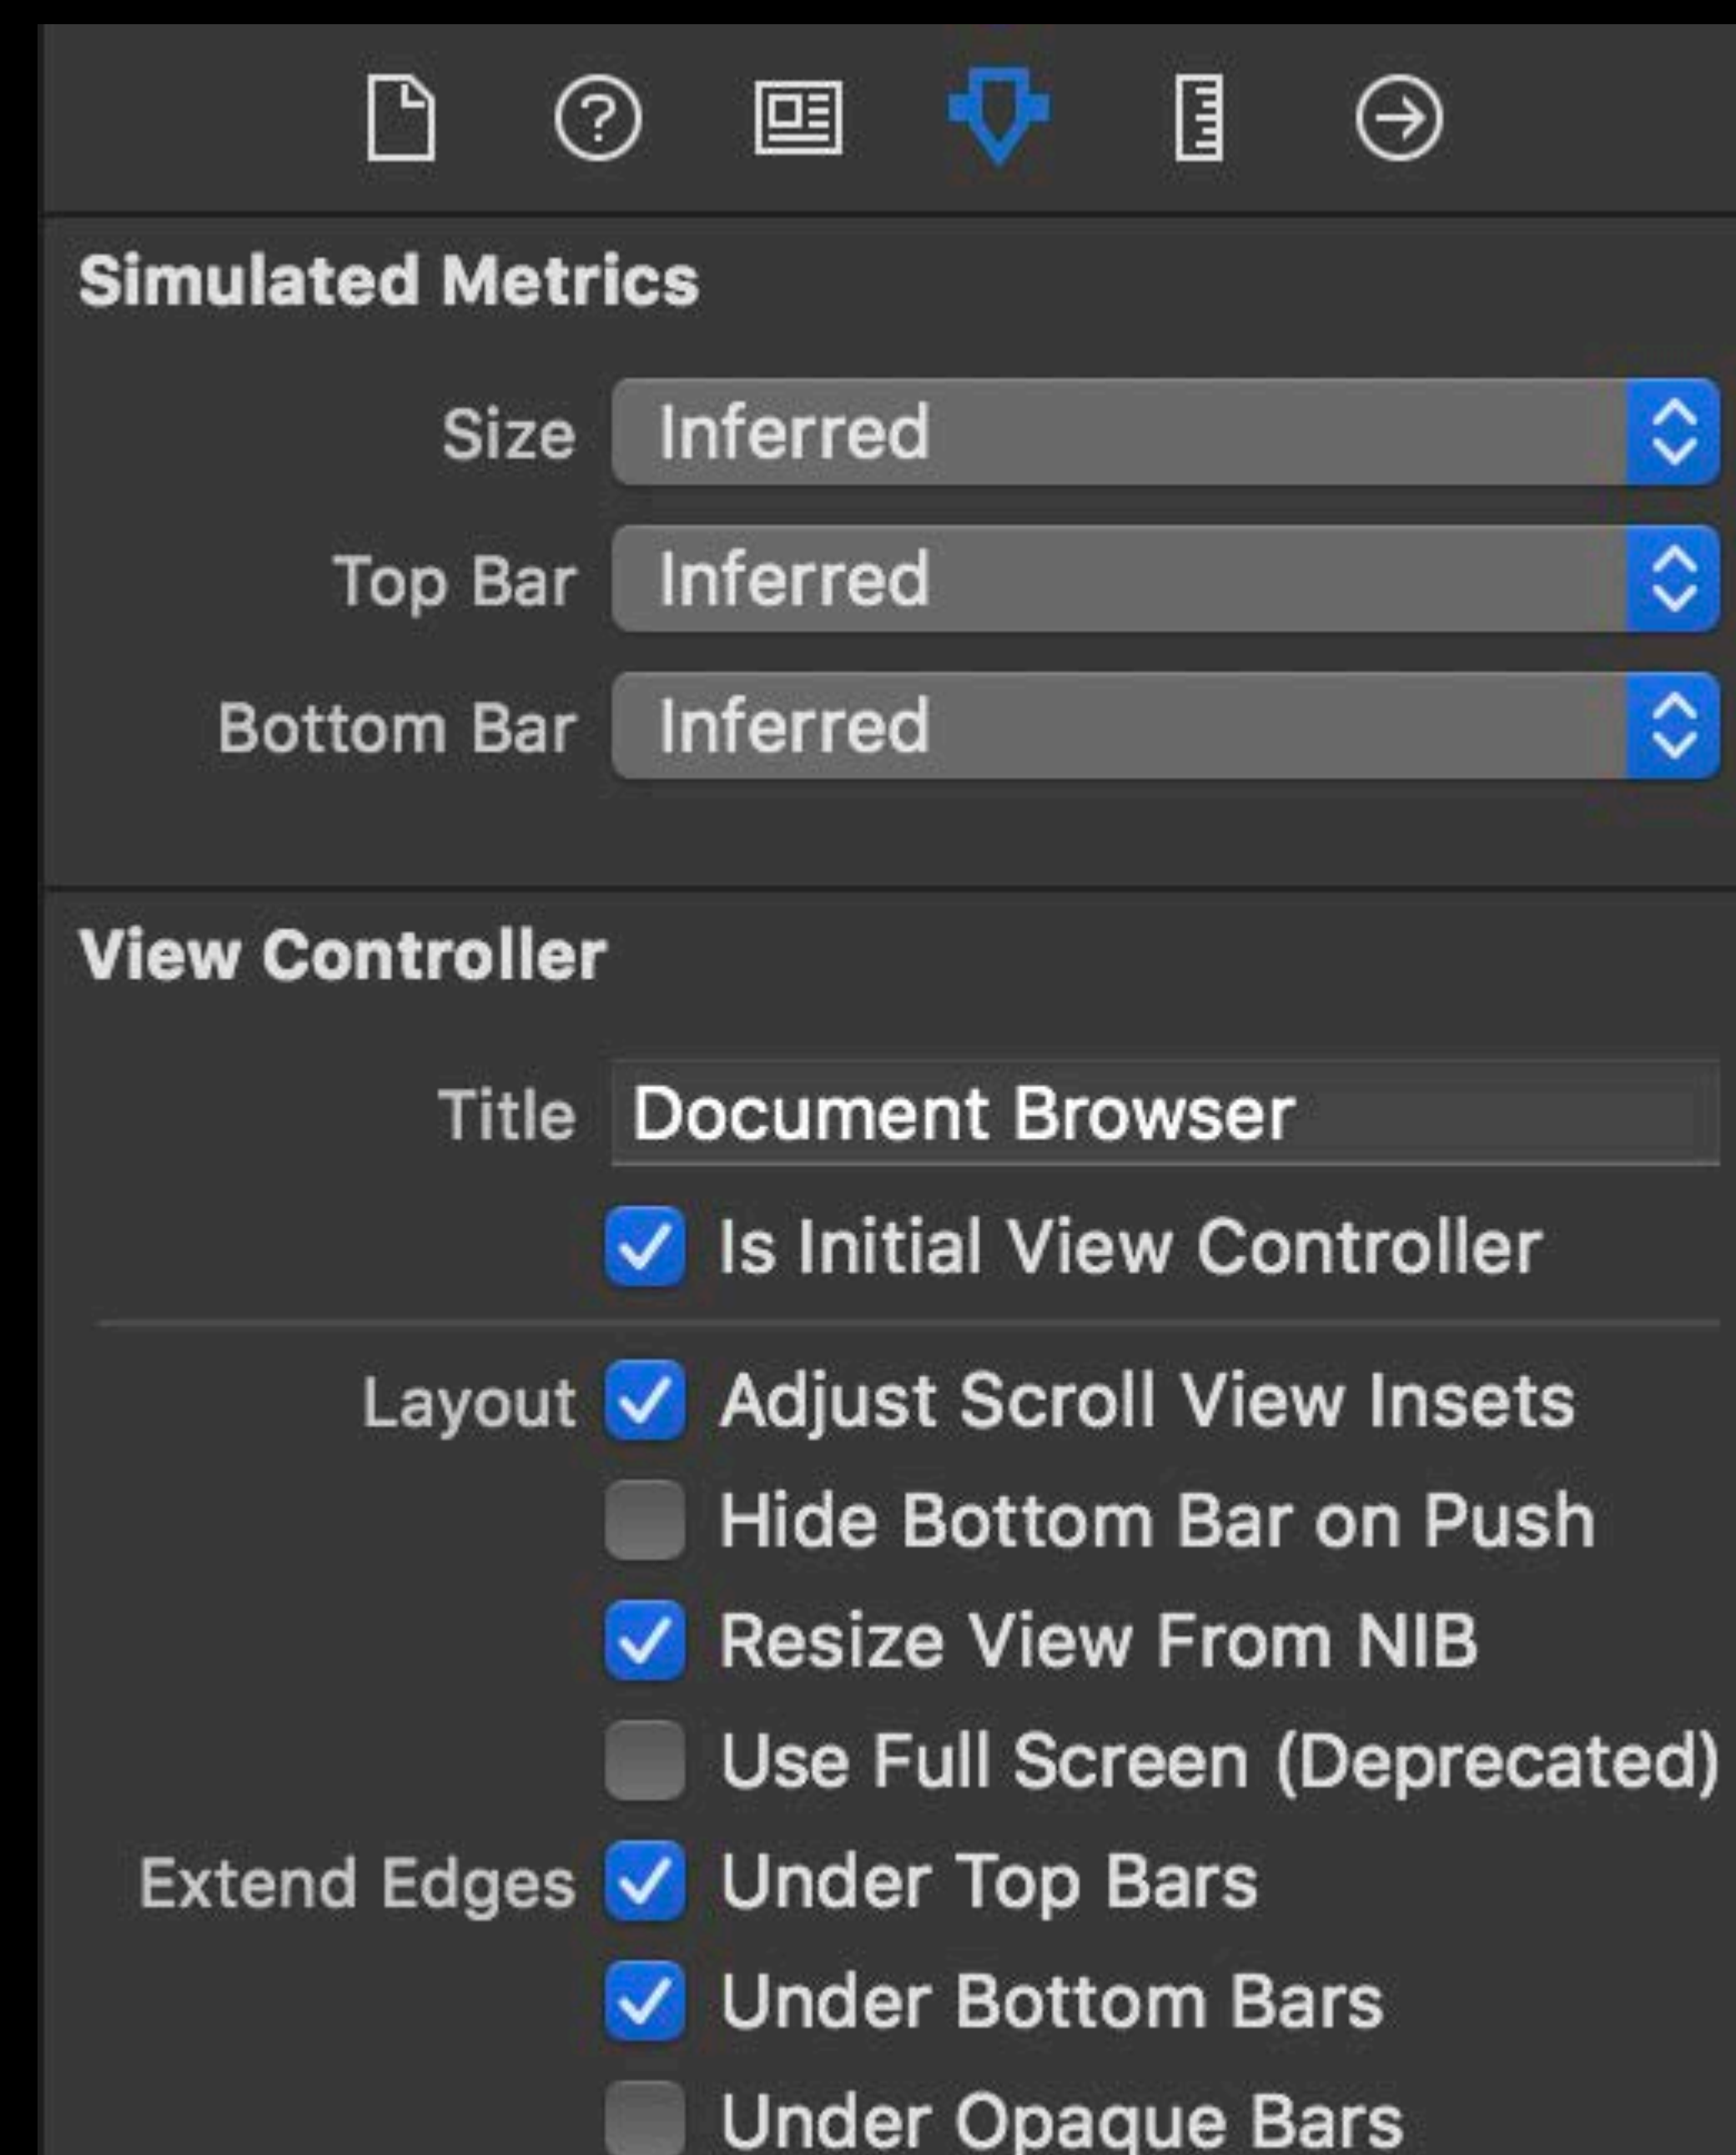 Simulated Metrics
Size Inferred
Top Bar Inferred
Bottom Bar Inferred
View Controller
Title Document Browser
Is Initial View Controller
Layout Adjust Scroll View Insets
Hide Bottom Bar on Push
Resize View From NIB
Use Full Screen (Deprecated)
Extend Edges Under Top Bars
Under Bottom Bars
Under Opaque Bars